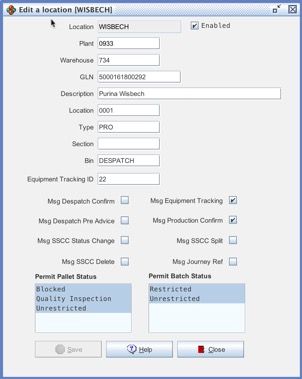 Edit a location [WISBECH]
Location WISBECH Enabled
Plant 0933
Warehouse 734
GLN 5000161800292
Description Purina Wisbech
Location 0001
Type PRO
Section
Bin DESPATCH
Equipment Tracking ID 22
Msg Despatch Confirm Msg Equipment Tracking
Msg Despatch Pre Advice Msg Production Confirm
Msg SSCC Status Change Msg SSCC Split
Msg SSCC Delete Msg Journey Ref
Permit Pallet Status Permit Batch Status
Blocked Restricted
Quality Inspection Unrestricted
Unrestricted
Save Help Close